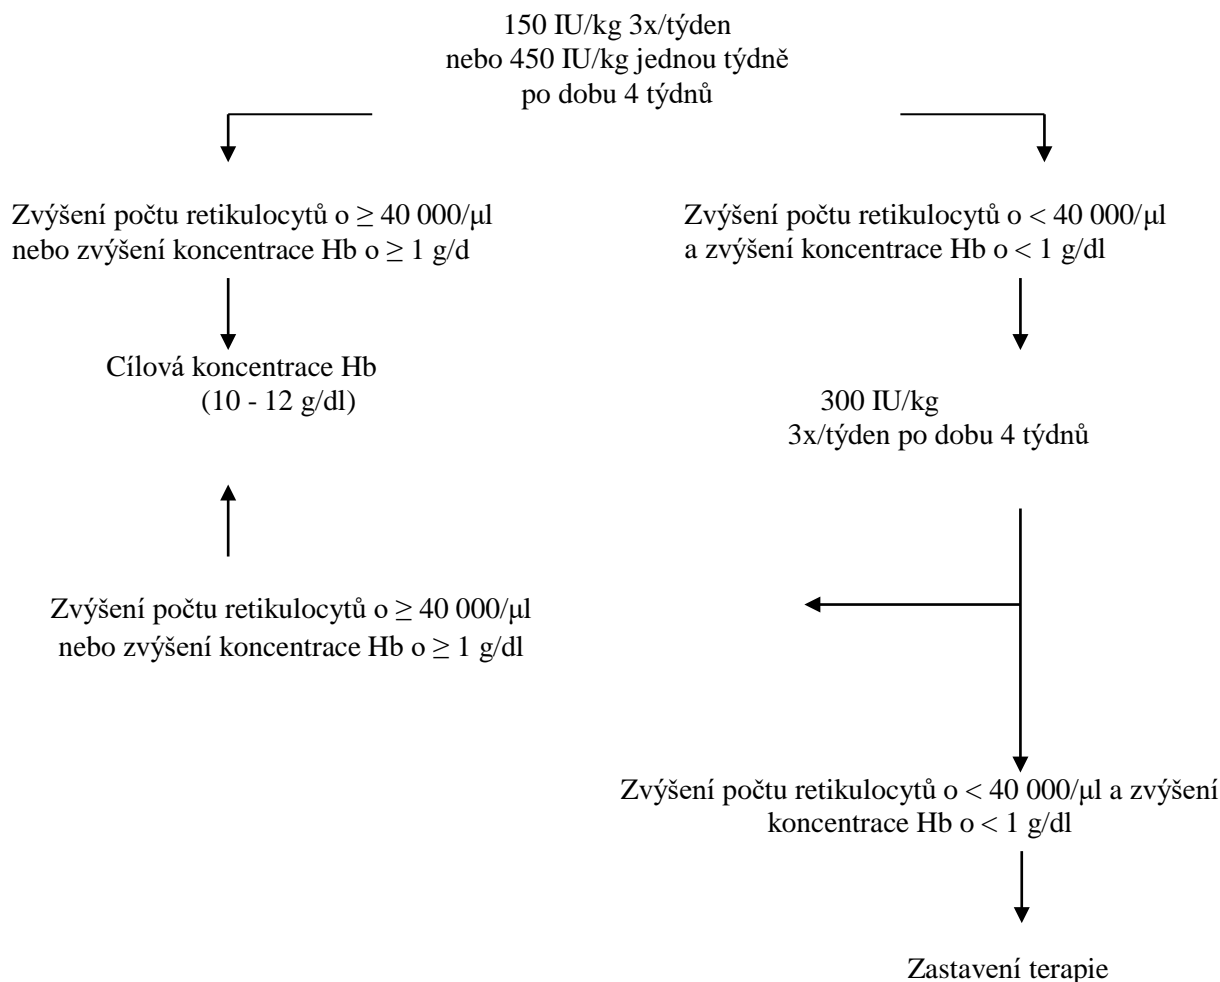 150 IU/kg 3x/týden
nebo 450 IU/kg jednou týdně
po dobu 4 týdnů
Zvýšení počtu retikulocytů o ≥ 40 000/μl
nebo zvýšení koncentrace Hb o ≥ 1 g/d
Zvýšení počtu retikulocytů o < 40 000/μl
a zvýšení koncentrace Hb o < 1 g/dl
Cílová koncentrace Hb
(10 - 12 g/dl)
300 IU/kg
3x/týden po dobu 4 týdnů
Zvýšení počtu retikulocytů o ≥ 40 000/μl
nebo zvýšení koncentrace Hb o ≥ 1 g/dl
Zvýšení počtu retikulocytů o < 40 000/μl a zvýšení
koncentrace Hb o < 1 g/dl
Zastavení terapie